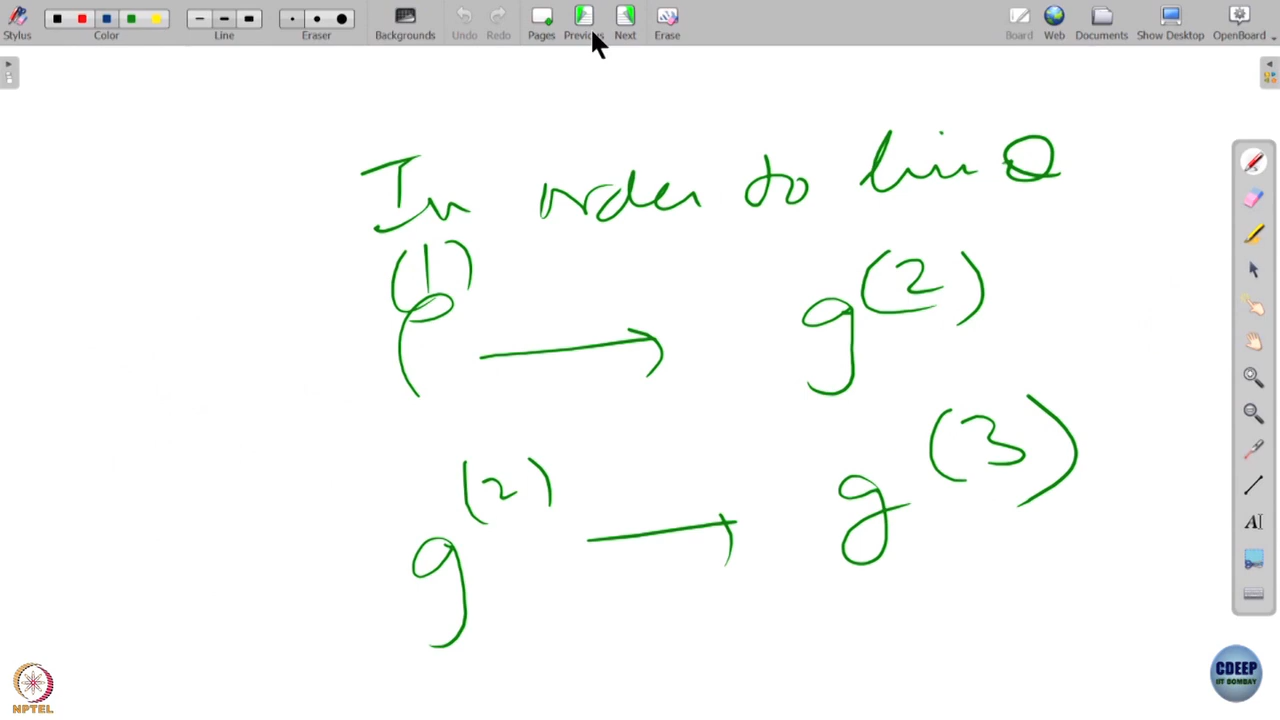 Stylus Color Line Eraser Backgrounds Undo Redo Pages Previous Next Erase Board Web Documents Show Desktop OpenBoard
In order to
(1) → g(2)
g(2) → g(3)
NPTEL
CDEEP
IIT BOMBAY